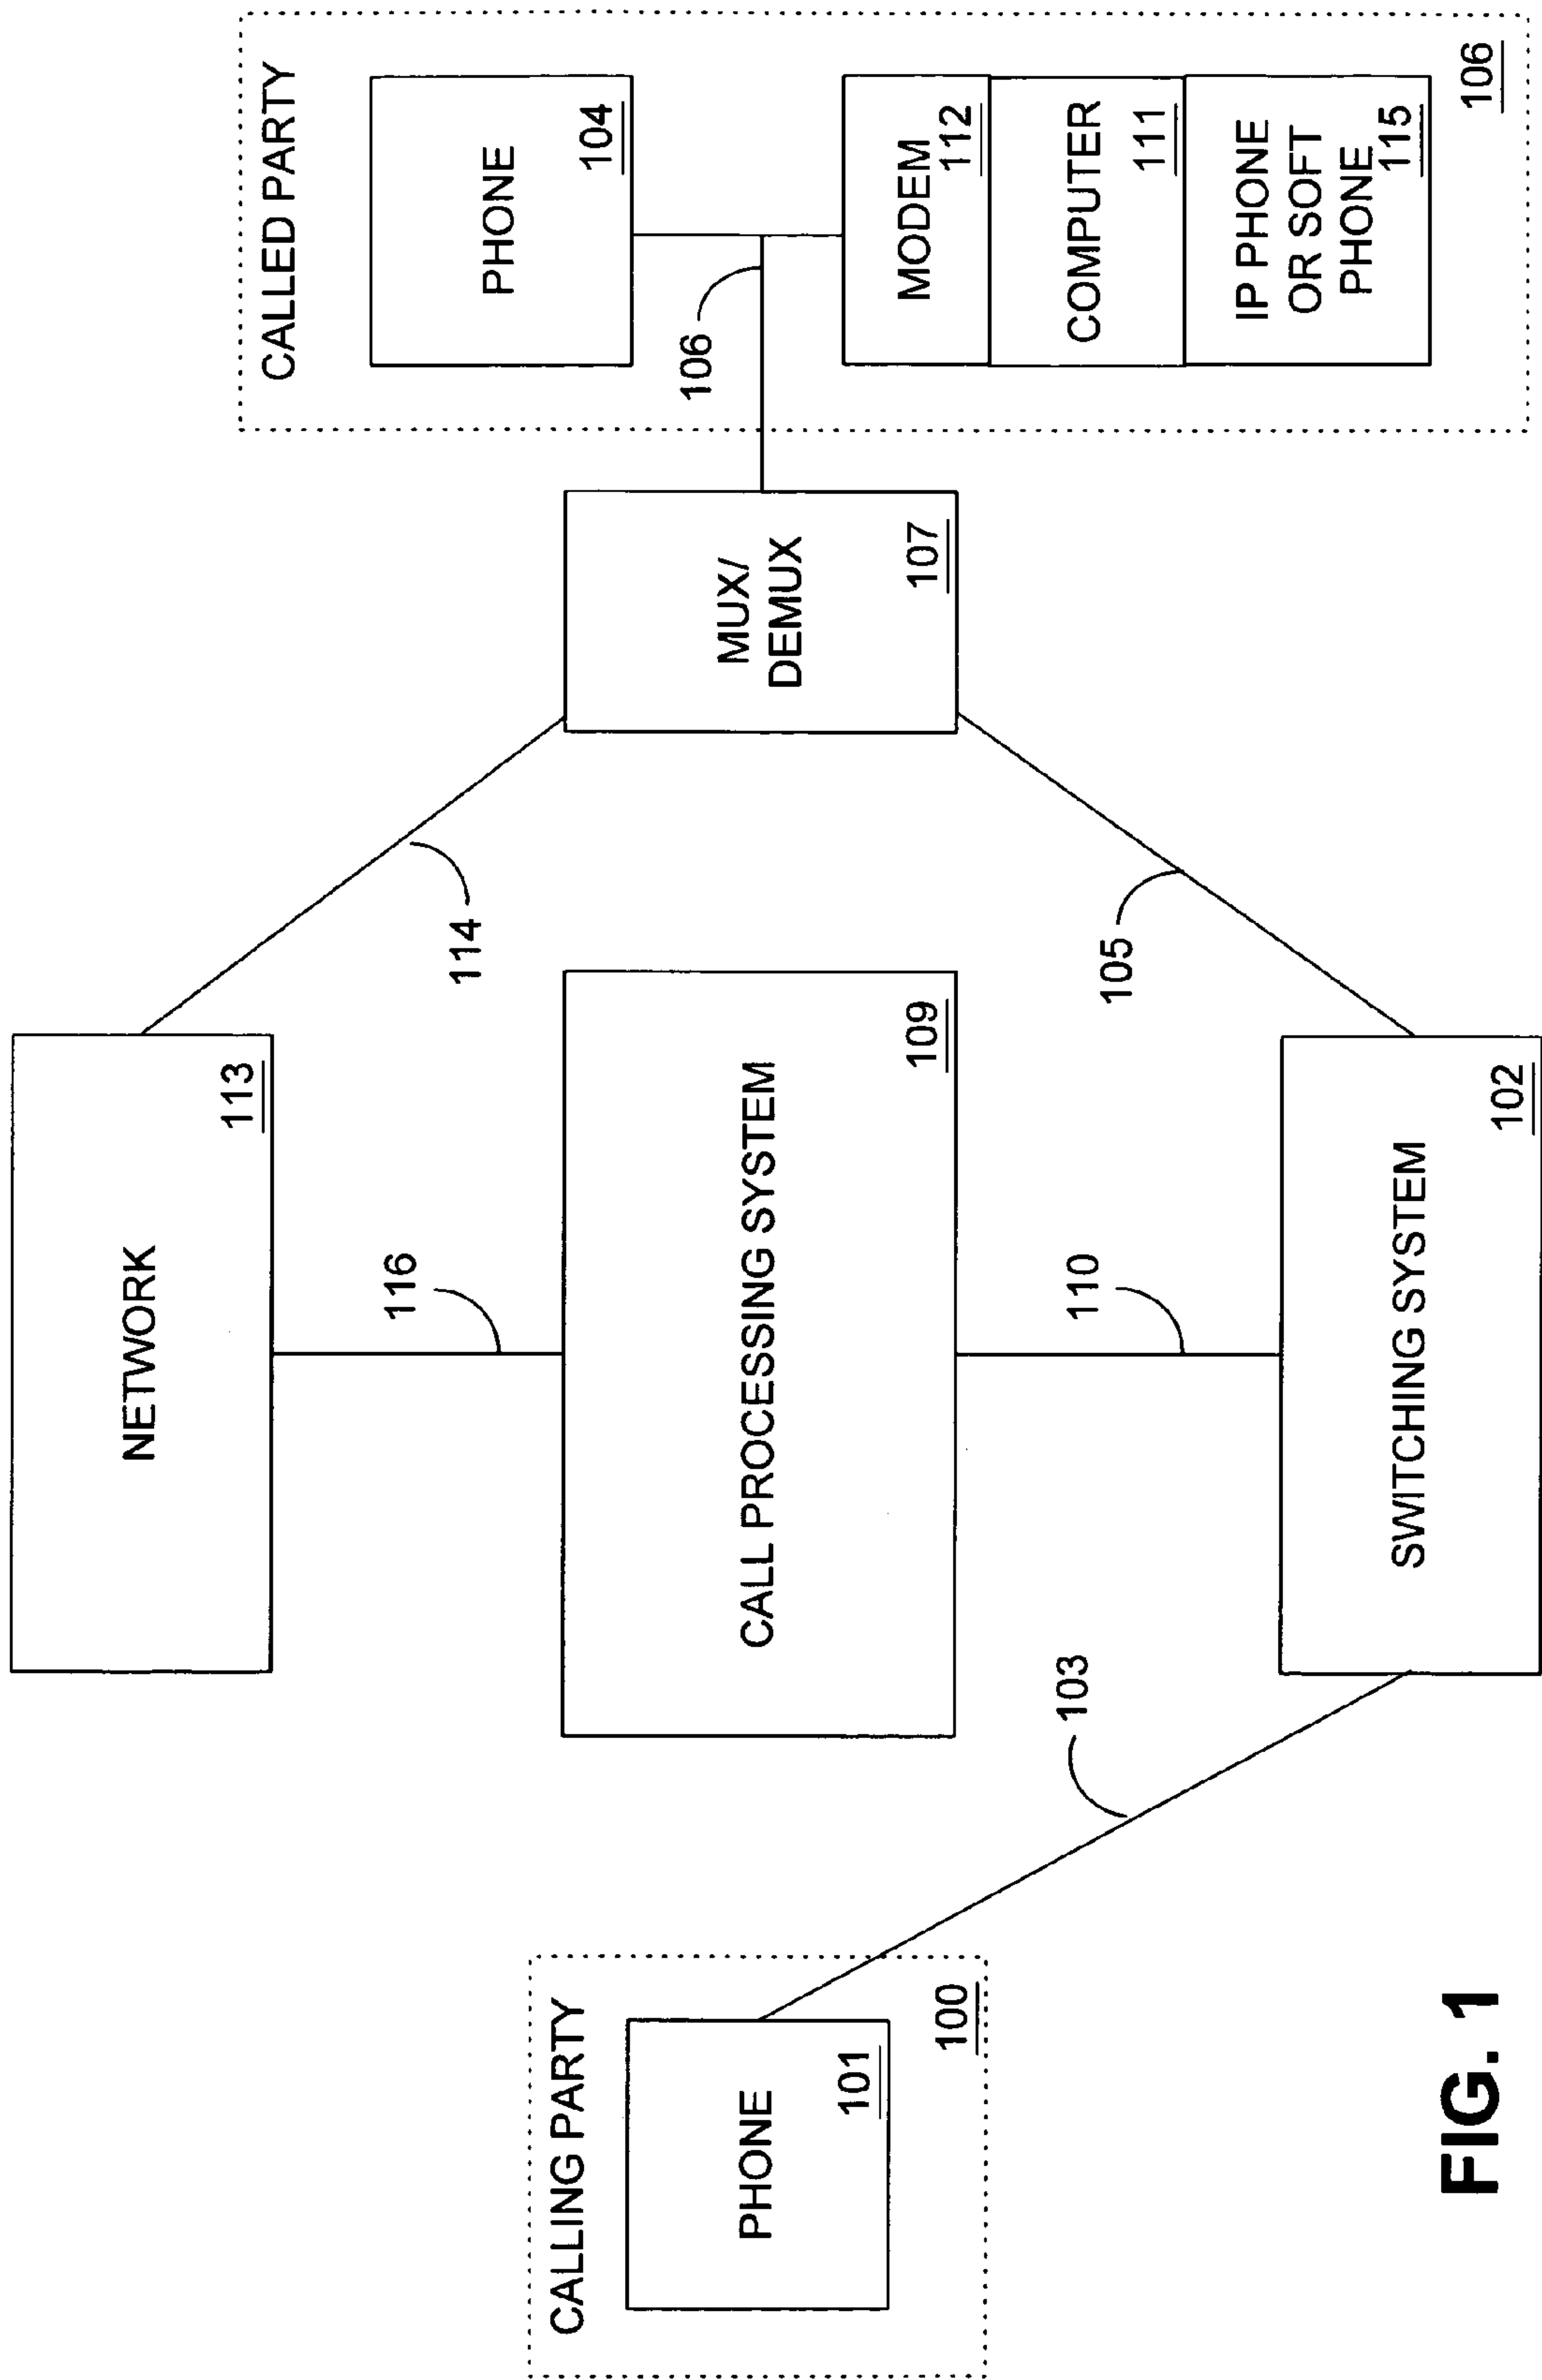 NETWORK
113
116
114
CALLED PARTY
PHONE
104
106
MODEM
112
COMPUTER
111
IP PHONE
OR SOFT
PHONE
115
106
MUX/
DEMUX
107
CALL PROCESSING SYSTEM
109
110
105
SWITCHING SYSTEM
102
103
CALLING PARTY
PHONE
101
100
FIG. 1